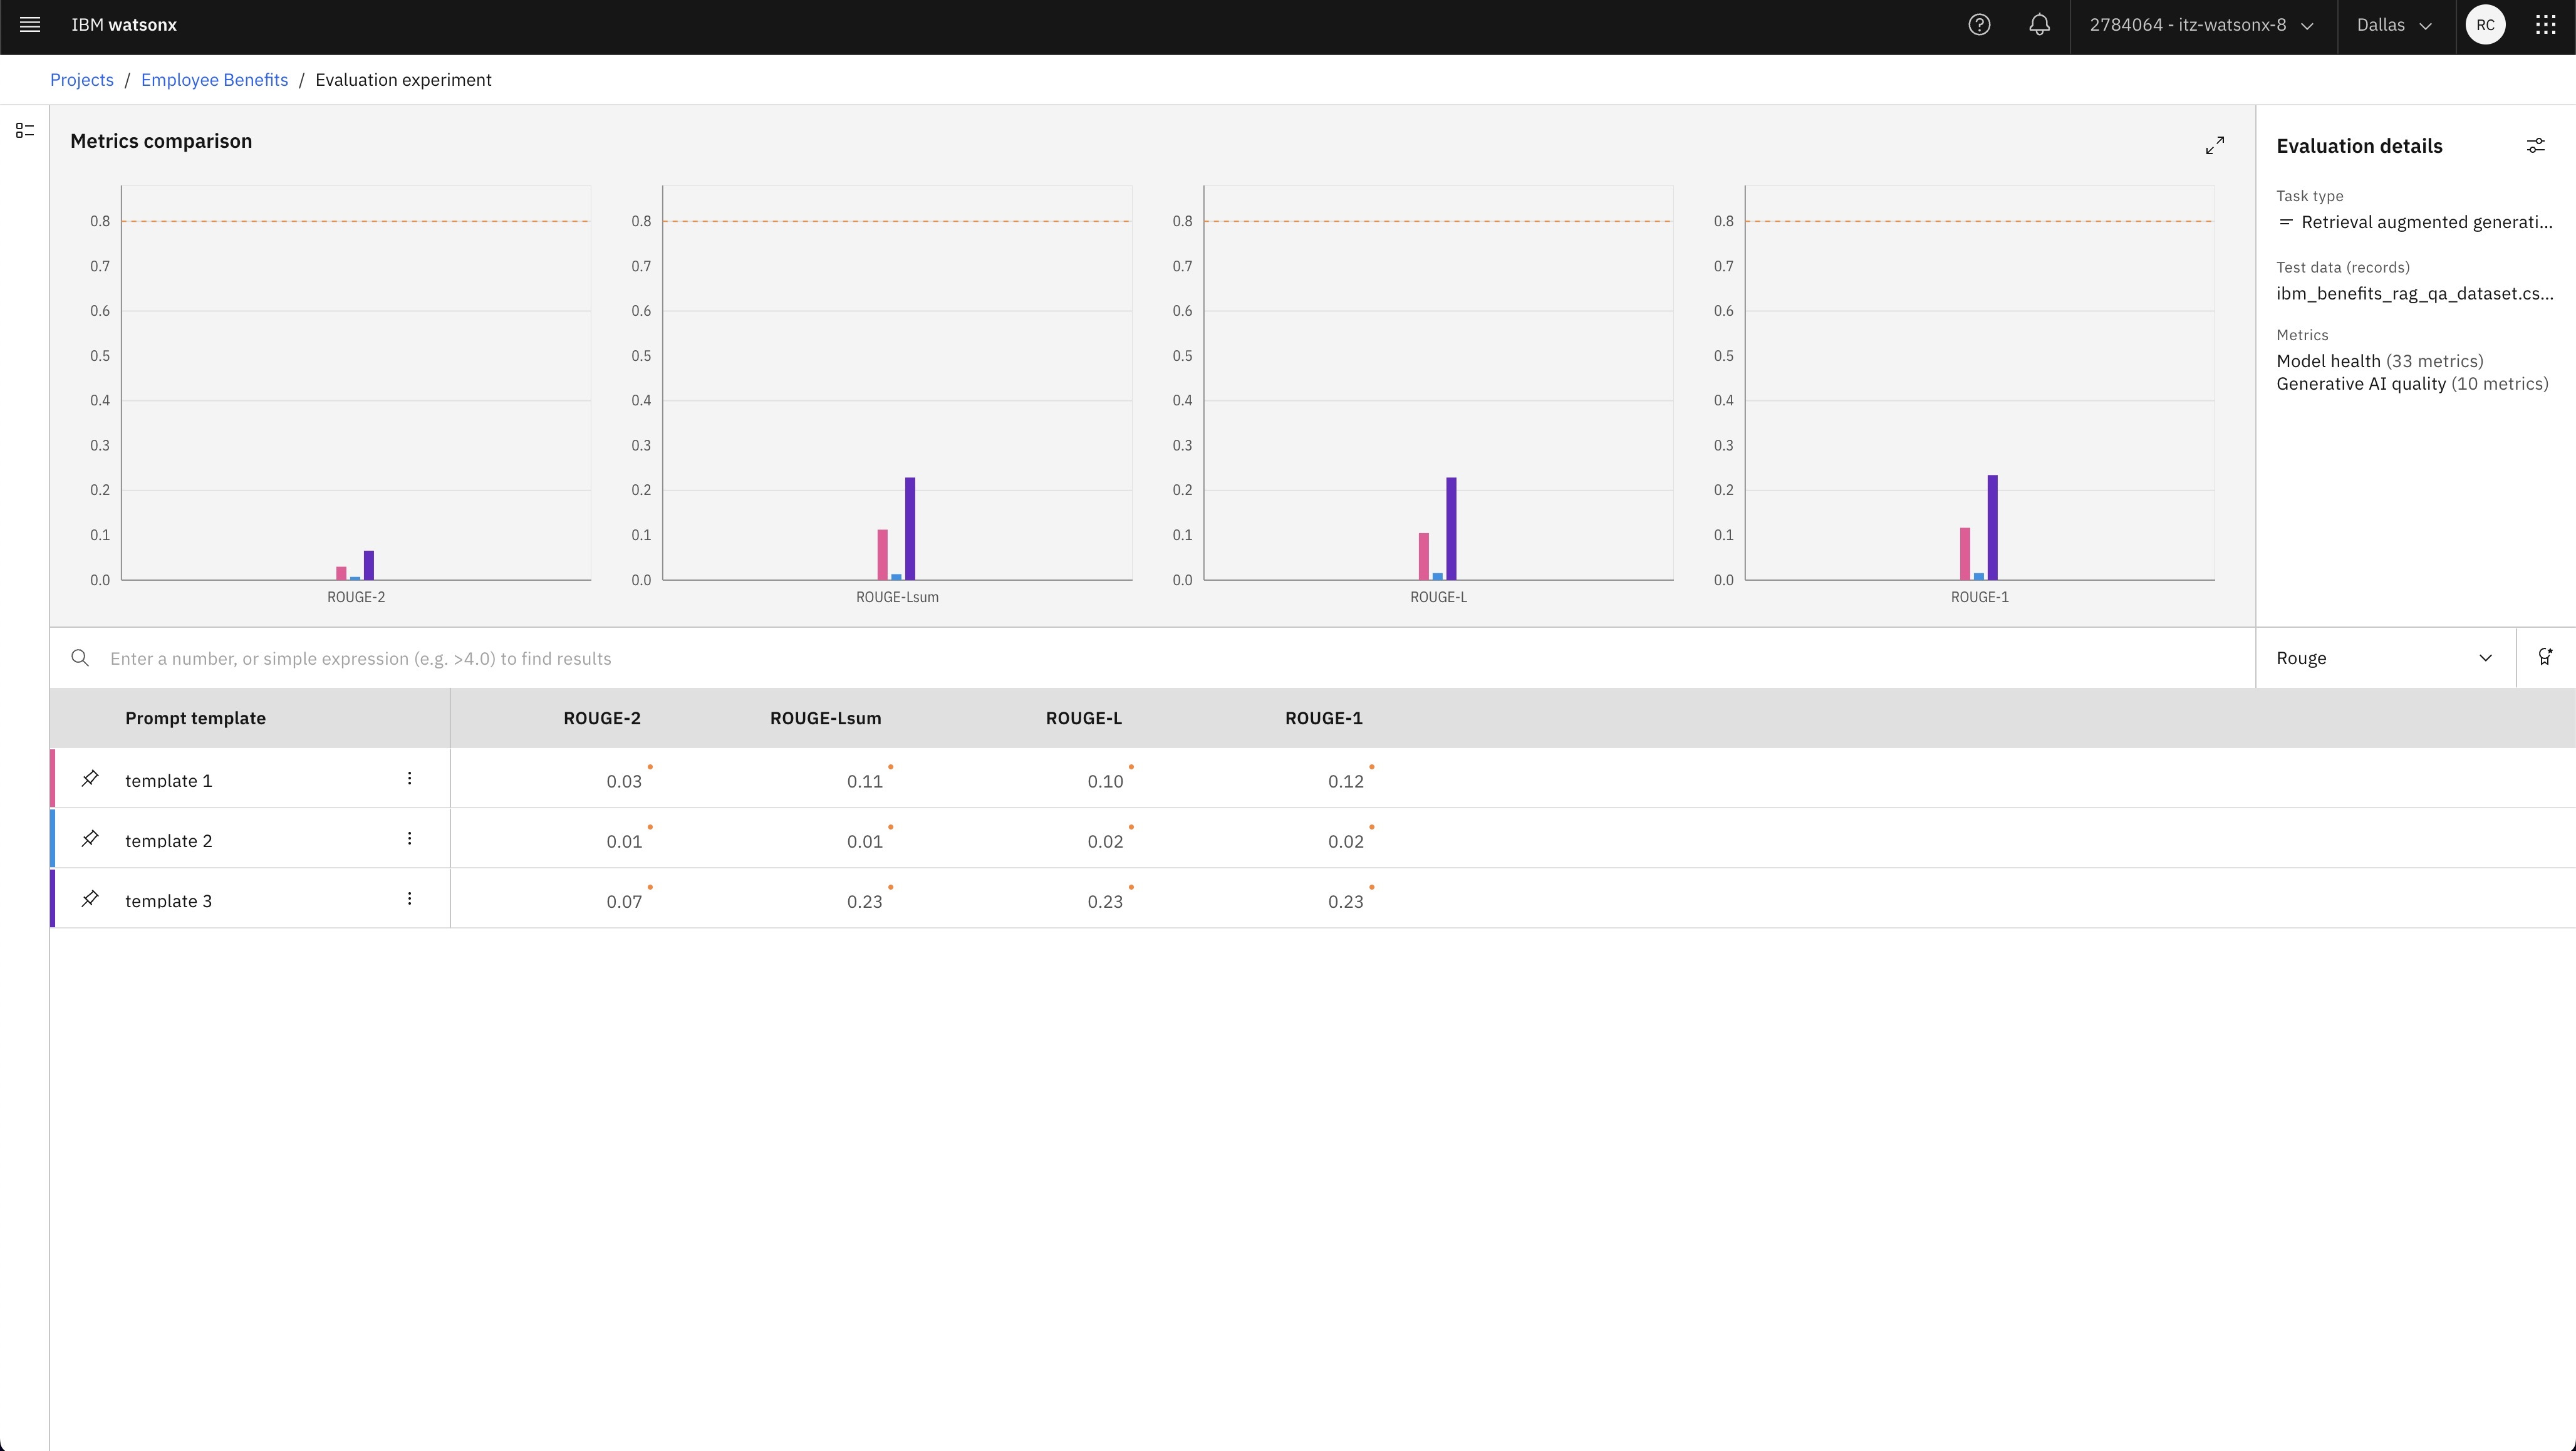 IBM watsonx
2784064 - itz-watsonx-8
Dallas
RC
Projects / Employee Benefits / Evaluation experiment
Metrics comparison
0.8
0.7
0.6
0.5
0.4
0.3
0.2
0.1
0.0
ROUGE-2
0.8
0.7
0.6
0.5
0.4
0.3
0.2
0.1
0.0
ROUGE-Lsum
0.8
0.7
0.6
0.5
0.4
0.3
0.2
0.1
0.0
ROUGE-L
0.8
0.7
0.6
0.5
0.4
0.3
0.2
0.1
0.0
ROUGE-1
Evaluation details
Task type
Retrieval augmented generati...
Test data (records)
ibm_benefits_rag_qa_dataset.cs...
Metrics
Model health (33 metrics)
Generative AI quality (10 metrics)
Enter a number, or simple expression (e.g. >4.0) to find results
Rouge
Prompt template ROUGE-2 ROUGE-Lsum ROUGE-L ROUGE-1
template 1 0.03 0.11 0.10 0.12
template 2 0.01 0.01 0.02 0.02
template 3 0.07 0.23 0.23 0.23